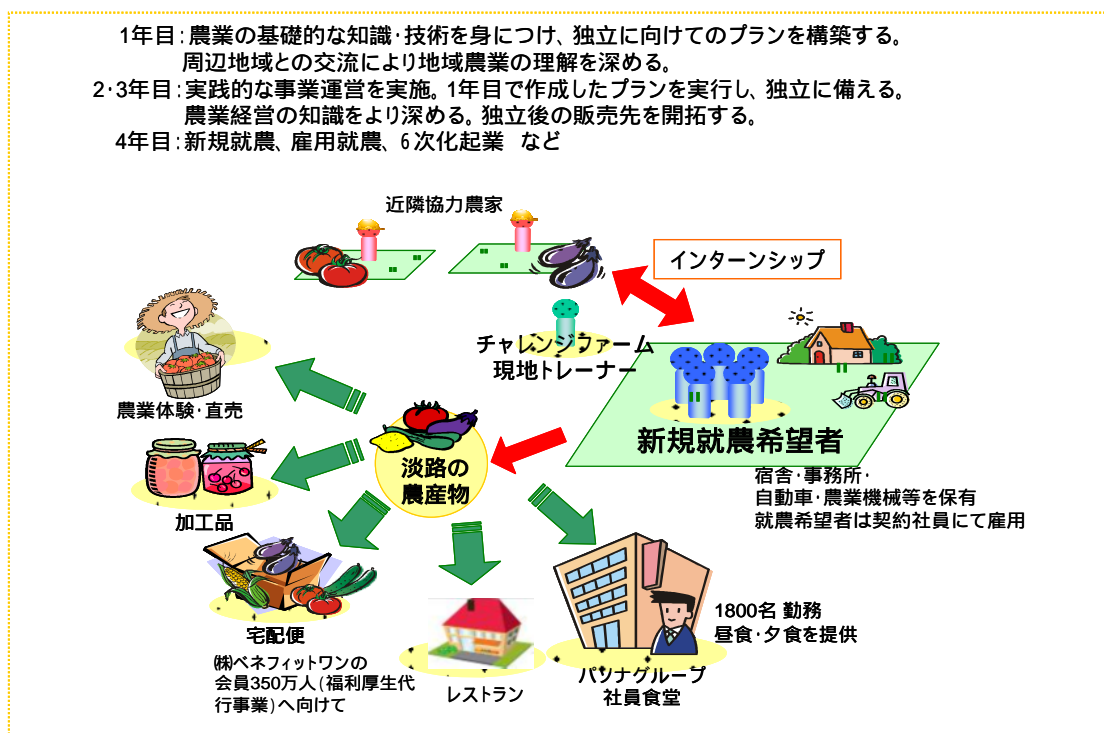 1年目:農業の基礎的な知識・技術を身につけ、独立に向けてのプランを構築する。
周辺地域との交流により地域農業の理解を深める。
2・3年目:実践的な事業運営を実施。1年目で作成したプランを実行し、独立に備える。
農業経営の知識をより深める。独立後の販売先を開拓する。
4年目:新規就農、雇用就農、6次化起業 など
近隣協力農家
インターンシップ
チャレンジファーム
現地トレーナー
新規就農希望者
宿舎・事務所・
自動車・農業機械等を保有
就農希望者は契約社員にて雇用
農業体験・直売
淡路の
農産物
加工品
宅配便
㈱ベネフィットワンの
会員350万人(福利厚生代
行事業)へ向けて
レストラン
パソナグループ
社員食堂
1800名 勤務
昼食・夕食を提供